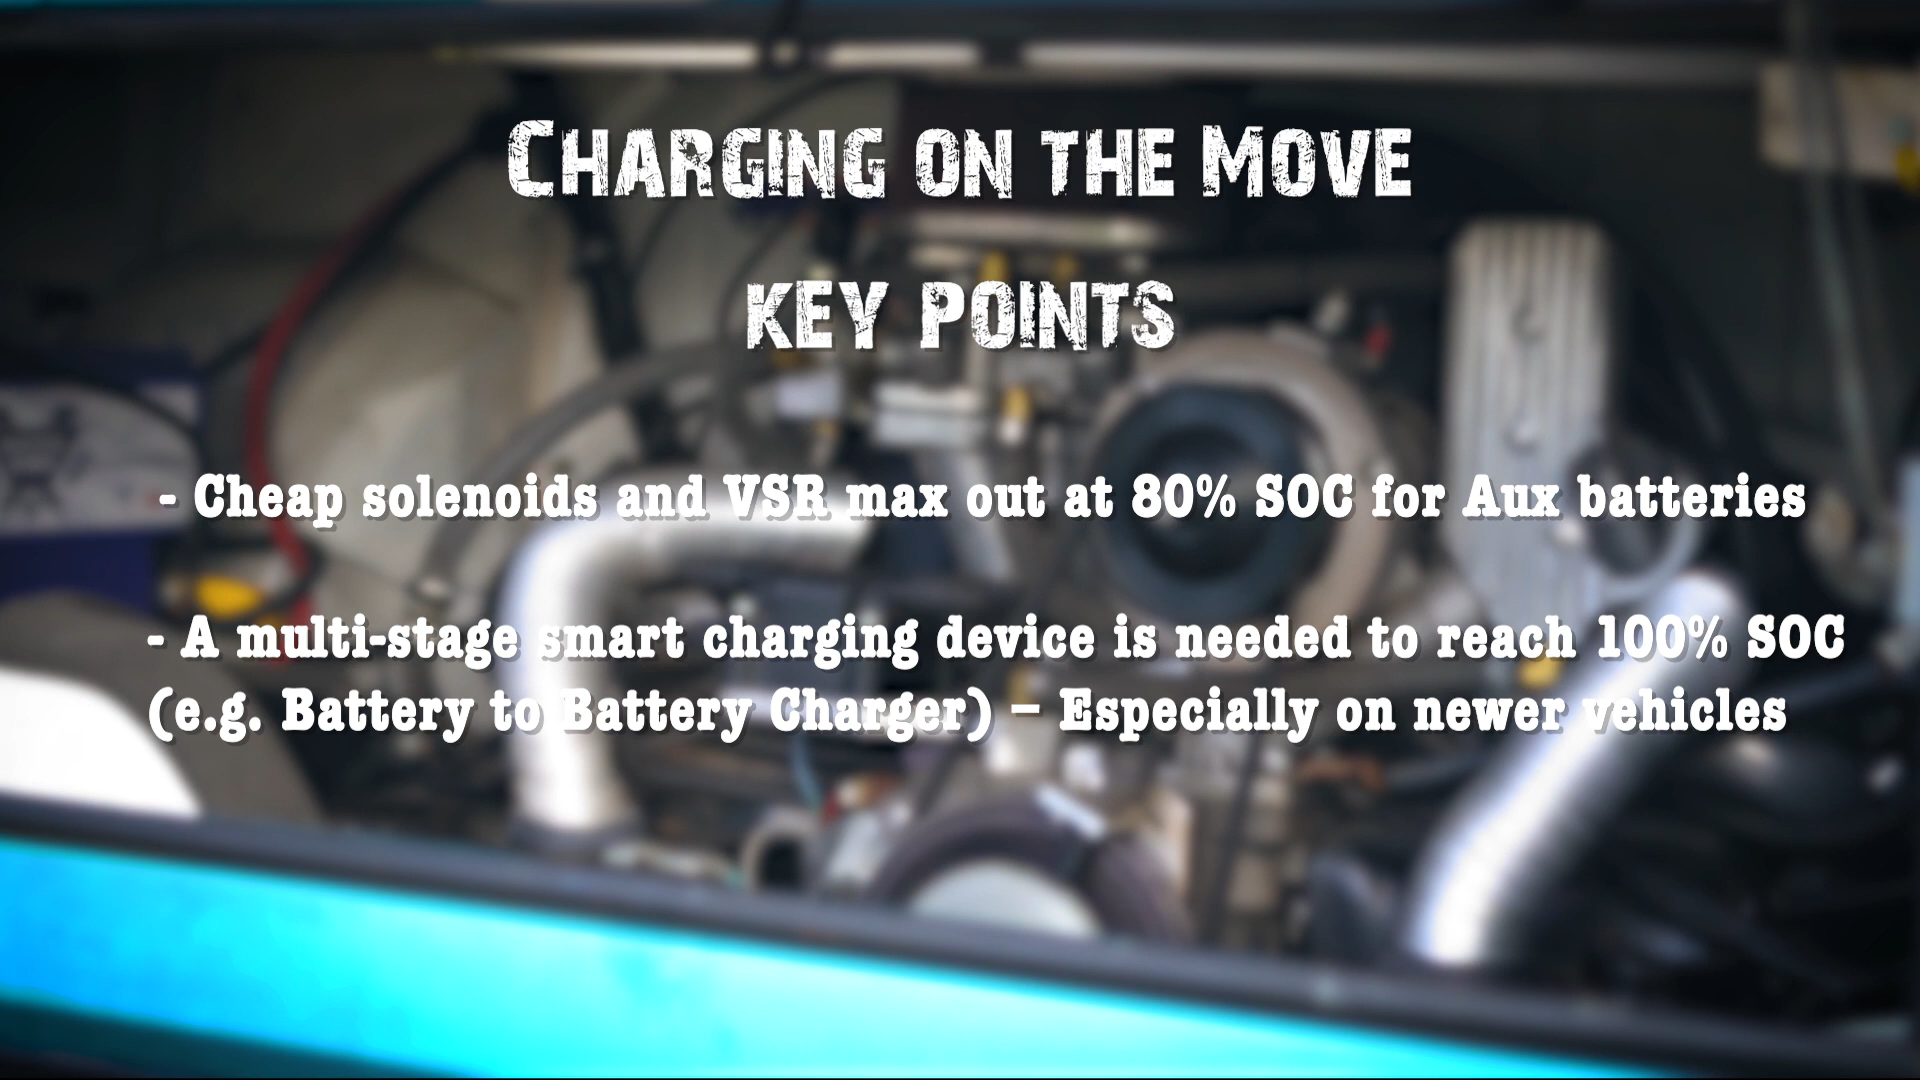 Charging on the Move
Key Points
- Cheap solenoids and VSR max out at 80% SOC for Aux batteries
- A multi-stage smart charging device is needed to reach 100% SOC
(e.g. Battery to Battery Charger) – Especially on newer vehicles